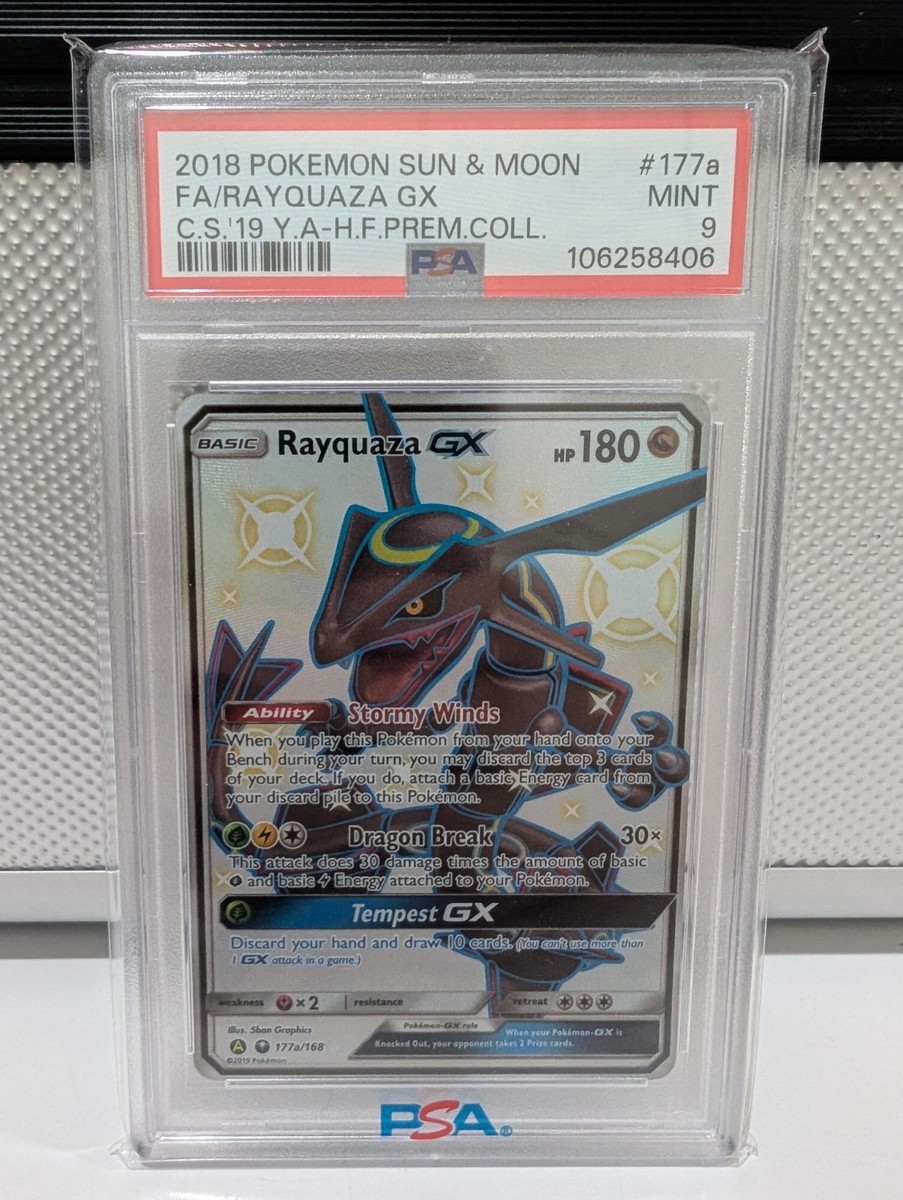 2018 POKEMON SUN & MOON #177a
FA/RAYQUAZA GX MINT
C.S.'19 Y.A-H.F.PREM.COLL. 9
PSA 106258406
BASIC Rayquaza GX HP 180
Ability Stormy Winds
When you play this Pokémon from your hand onto your
Bench during your turn, you may discard the top 3 cards
of your deck. If you do, attach a basic Energy card from
your discard pile to this Pokémon.
Dragon Break 30×
This attack does 30 damage times the amount of basic
and basic Energy attached to your Pokémon.
Tempest GX
Discard your hand and draw 10 cards. (You can't use more than
1 GX attack in a game.)
weakness ×2 resistance retreat
Illus. 5ban Graphics
Pokémon-GX rule
When your Pokémon-GX is
Knocked Out, your opponent takes 2 Prize cards.
A 177a/168
©2019 Pokémon
PSA®